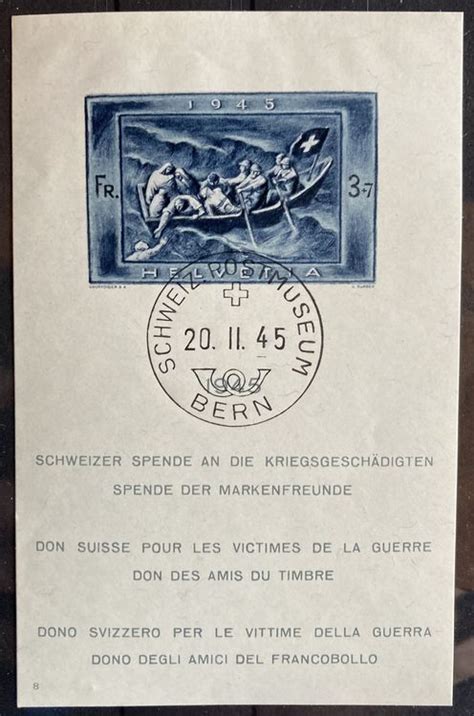 1945
FR. 3.-7
HELVETIA
COURVOISIER S.A.
SCHWEIZ. POSTMUSEUM
20. II. 45
1945
BERN
SCHWEIZER SPENDE AN DIE KRIEGSGESCHÄDIGTEN
SPENDE DER MARKENFREUNDE
DON SUISSE POUR LES VICTIMES DE LA GUERRE
DON DES AMIS DU TIMBRE
DONO SVIZZERO PER LE VITTIME DELLA GUERRA
DONO DEGLI AMICI DEL FRANCOBOLLO
8